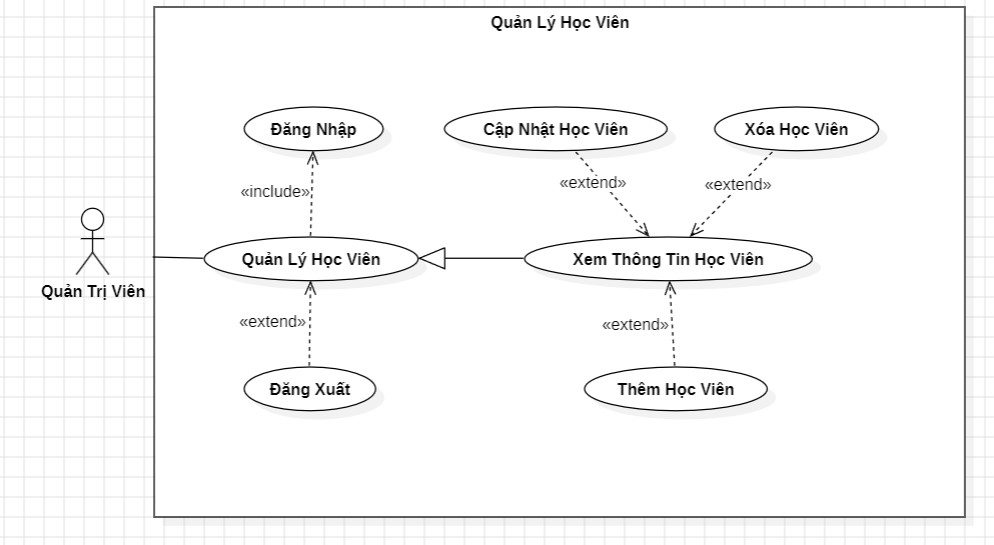 Quản Lý Học Viên
Đăng Nhập
Cập Nhật Học Viên
Xóa Học Viên
«include»
«extend»
«extend»
Quản Lý Học Viên
Xem Thông Tin Học Viên
Quản Trị Viên
«extend»
«extend»
Đăng Xuất
Thêm Học Viên